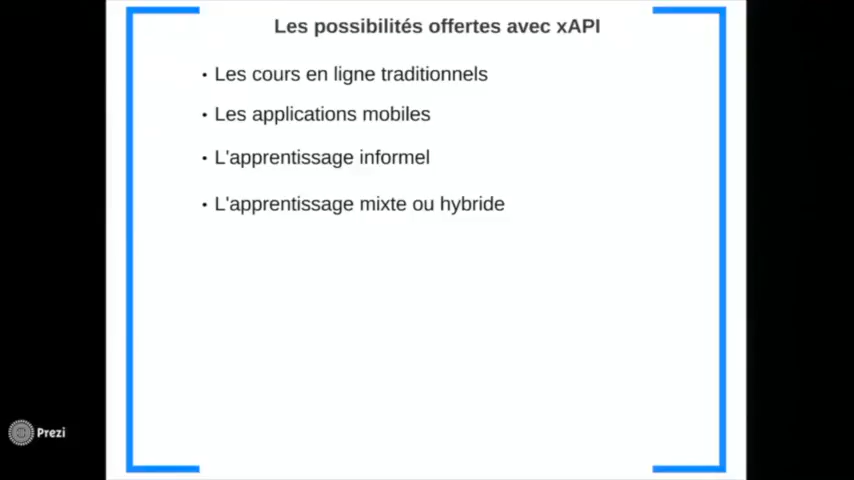 Les possibilités offertes avec xAPI
• Les cours en ligne traditionnels
• Les applications mobiles
• L'apprentissage informel
• L'apprentissage mixte ou hybride
Prezi